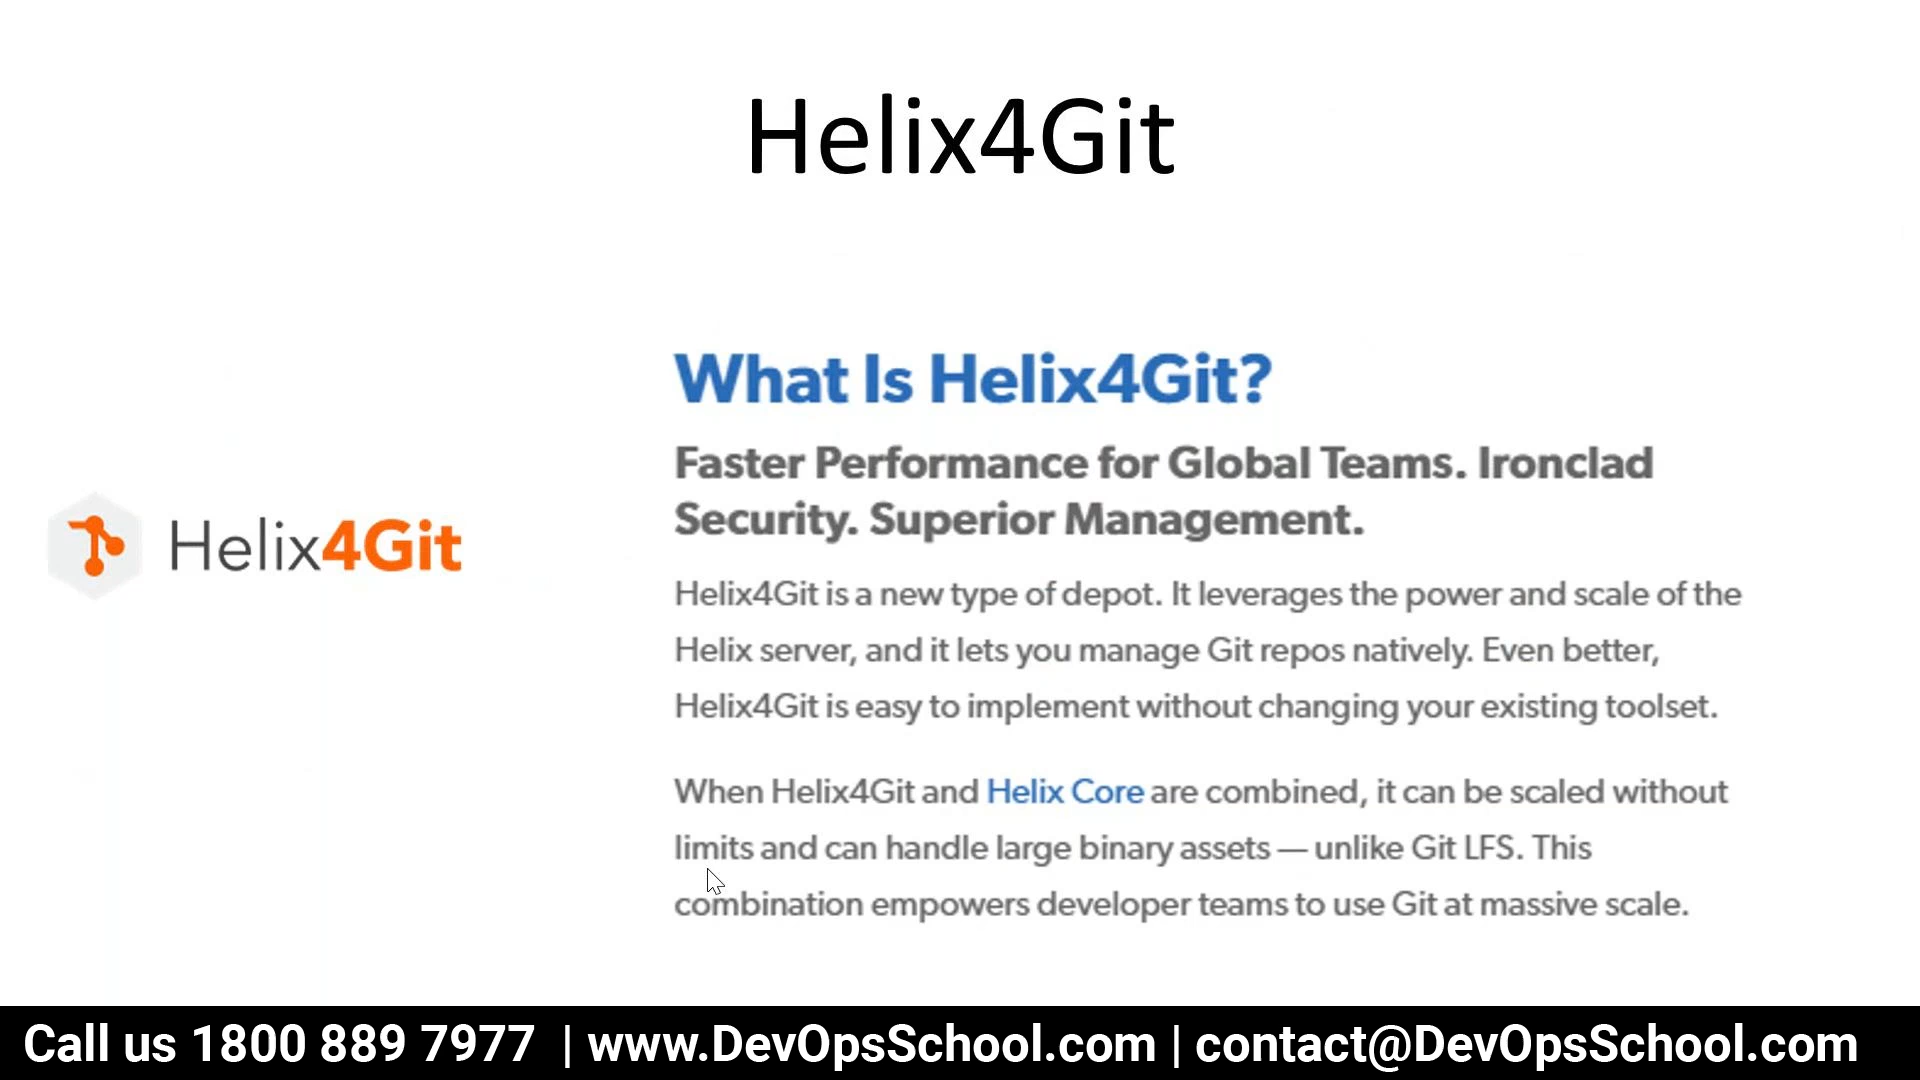 Helix4Git
What Is Helix4Git?
Faster Performance for Global Teams. Ironclad
Security. Superior Management.
Helix4Git
Helix4Git is a new type of depot. It leverages the power and scale of the
Helix server, and it lets you manage Git repos natively. Even better,
Helix4Git is easy to implement without changing your existing toolset.
When Helix4Git and Helix Core are combined, it can be scaled without
limits and can handle large binary assets — unlike Git LFS. This
combination empowers developer teams to use Git at massive scale.
Call us 1800 889 7977 | www.DevOpsSchool.com | contact@DevOpsSchool.com